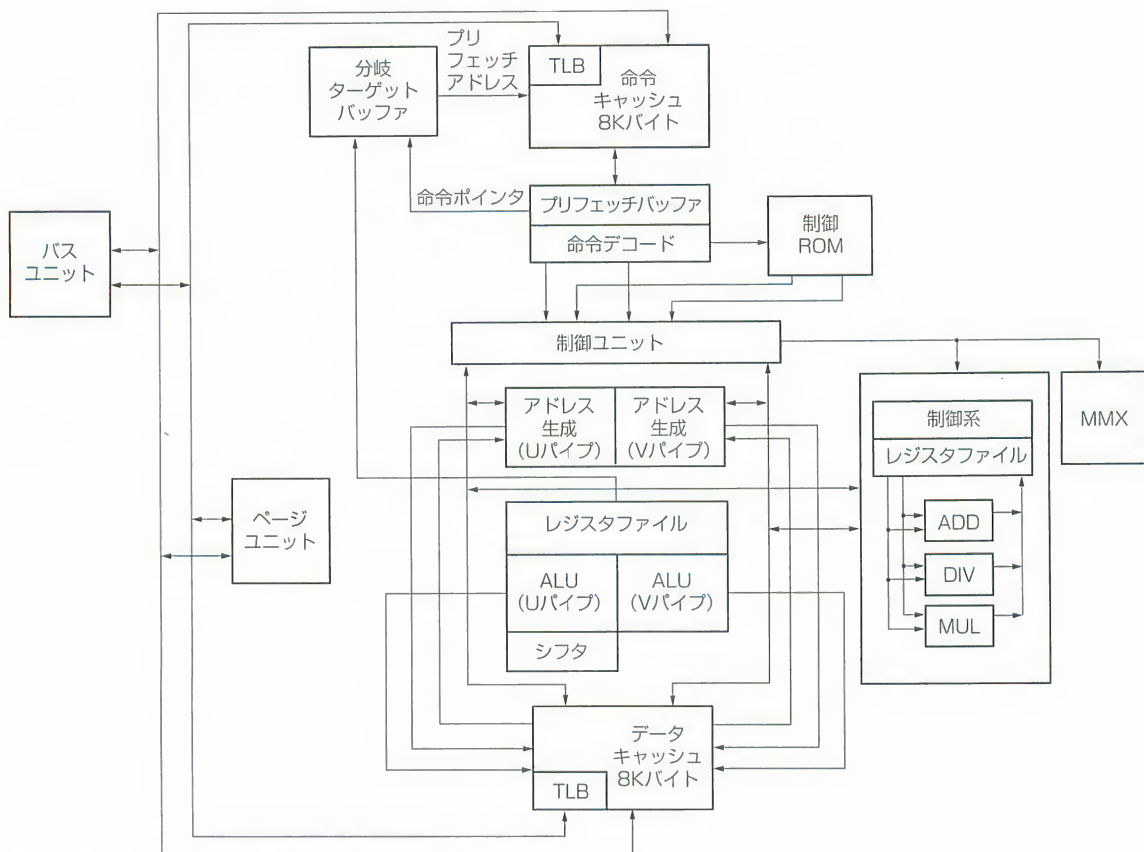 プリ
フェッチ
アドレス
分岐
ターゲット
バッファ
TLB
命令
キャッシュ
8Kバイト
命令ポインタ
プリフェッチバッファ
命令デコード
制御
ROM
バス
ユニット
制御ユニット
アドレス
生成
(Uパイプ)
アドレス
生成
(Vパイプ)
制御系
レジスタファイル
MMX
ページ
ユニット
レジスタファイル
ALU
(Uパイプ)
ALU
(Vパイプ)
シフタ
ADD
DIV
MUL
データ
キャッシュ
8Kバイト
TLB